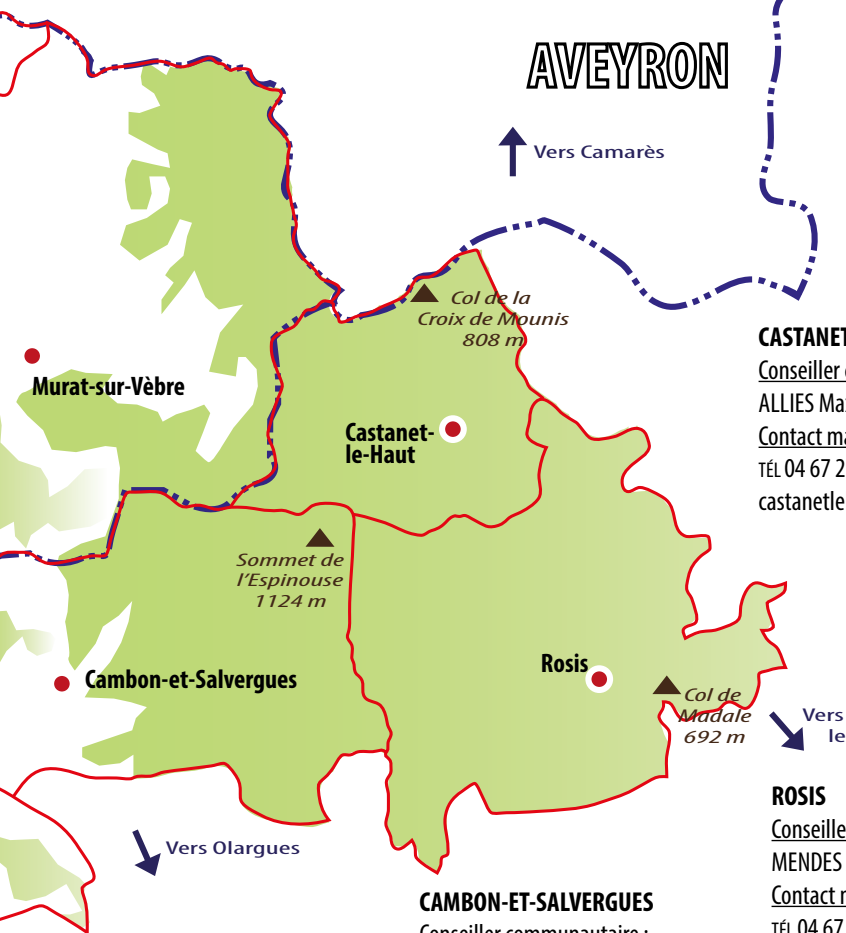 AVEYRON
Vers Camarès
Col de la
Croix de Mounis
808 m
CASTANET
Conseiller
Murat-sur-Vèbre
ALLIES
Contact
Castanet-
le-Haut
TÉL 04 67 2
castanetle
Sommet de
l'Espinouse
1124 m
Rosis
Cambon-et-Salvergues
Col de
Madale
692 m
Vers
le
ROSIS
Conseille
MENDES
Vers Olargues
Contact
CAMBON-ET-SALVERGUES
TÉL 04 67
Conseiller communautaire :